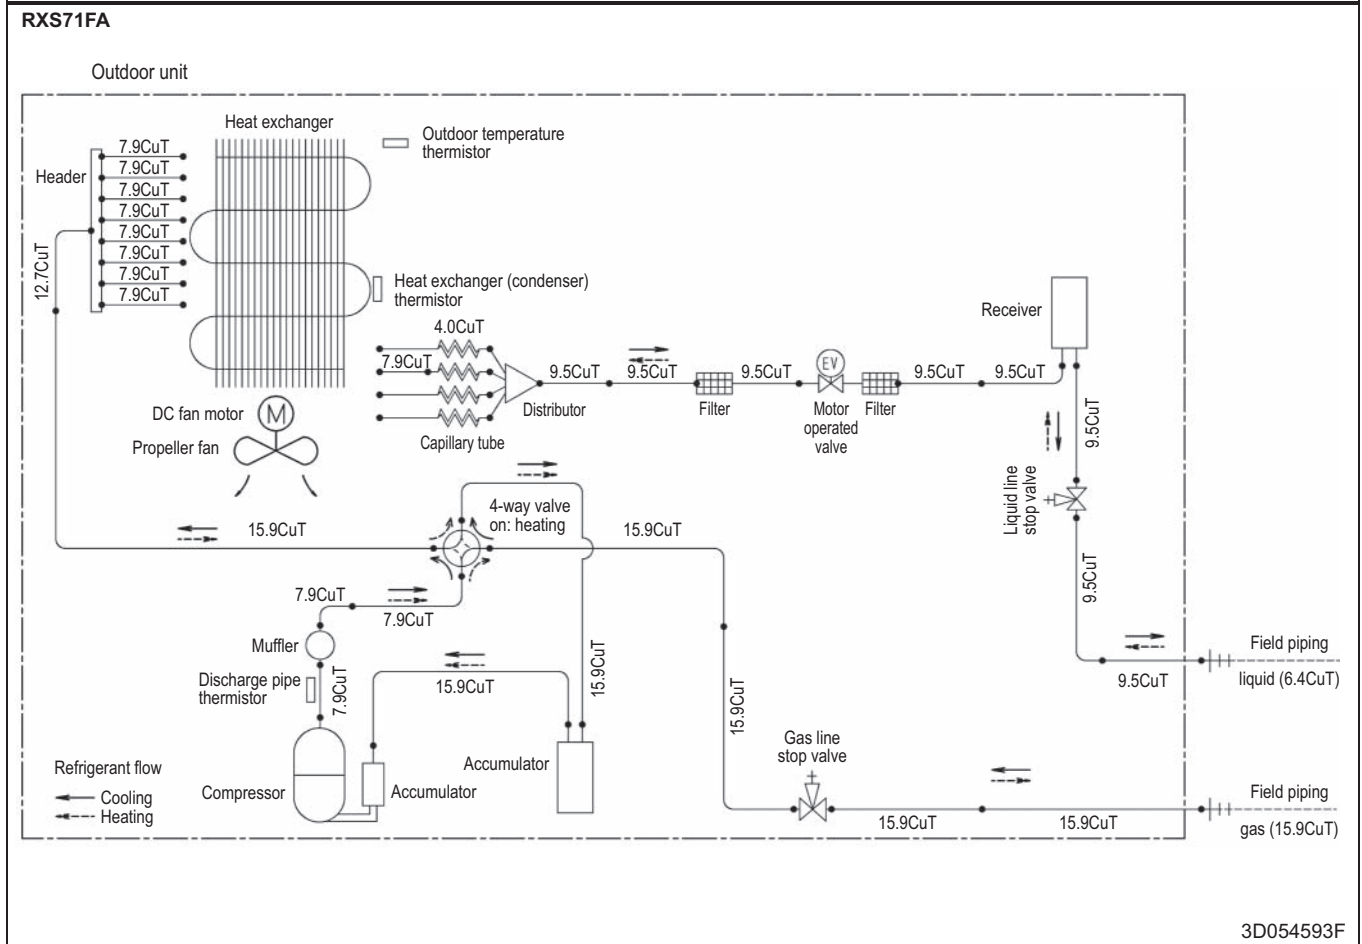 RXS71FA
Outdoor unit
Heat exchanger
Outdoor temperature
thermistor
Header
7.9CuT
7.9CuT
7.9CuT
7.9CuT
7.9CuT
7.9CuT
7.9CuT
7.9CuT
12.7CuT
Heat exchanger (condenser)
thermistor
4.0CuT
7.9CuT
Capillary tube
Distributor
9.5CuT
9.5CuT
Filter
9.5CuT
EV
Motor
operated
valve
Filter
9.5CuT
9.5CuT
Receiver
9.5CuT
Liquid line
stop valve
9.5CuT
DC fan motor
M
Propeller fan
4-way valve
on: heating
15.9CuT
15.9CuT
7.9CuT
7.9CuT
Muffler
Discharge pipe
thermistor
7.9CuT
15.9CuT
15.9CuT
15.9CuT
9.5CuT
Field piping
liquid (6.4CuT)
Gas line
stop valve
Refrigerant flow
Cooling
Heating
Compressor
Accumulator
Accumulator
15.9CuT
15.9CuT
Field piping
gas (15.9CuT)
3D054593F